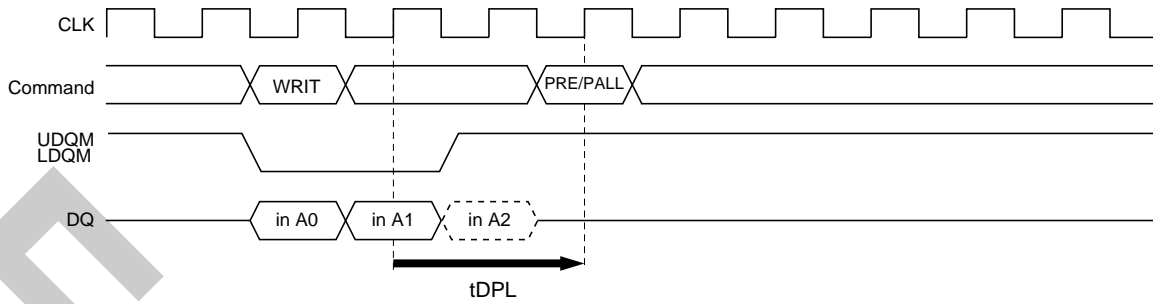 CLK
Command
WRIT
PRE/PALL
UDQM
LDQM
DQ
in A0
in A1
in A2
tDPL